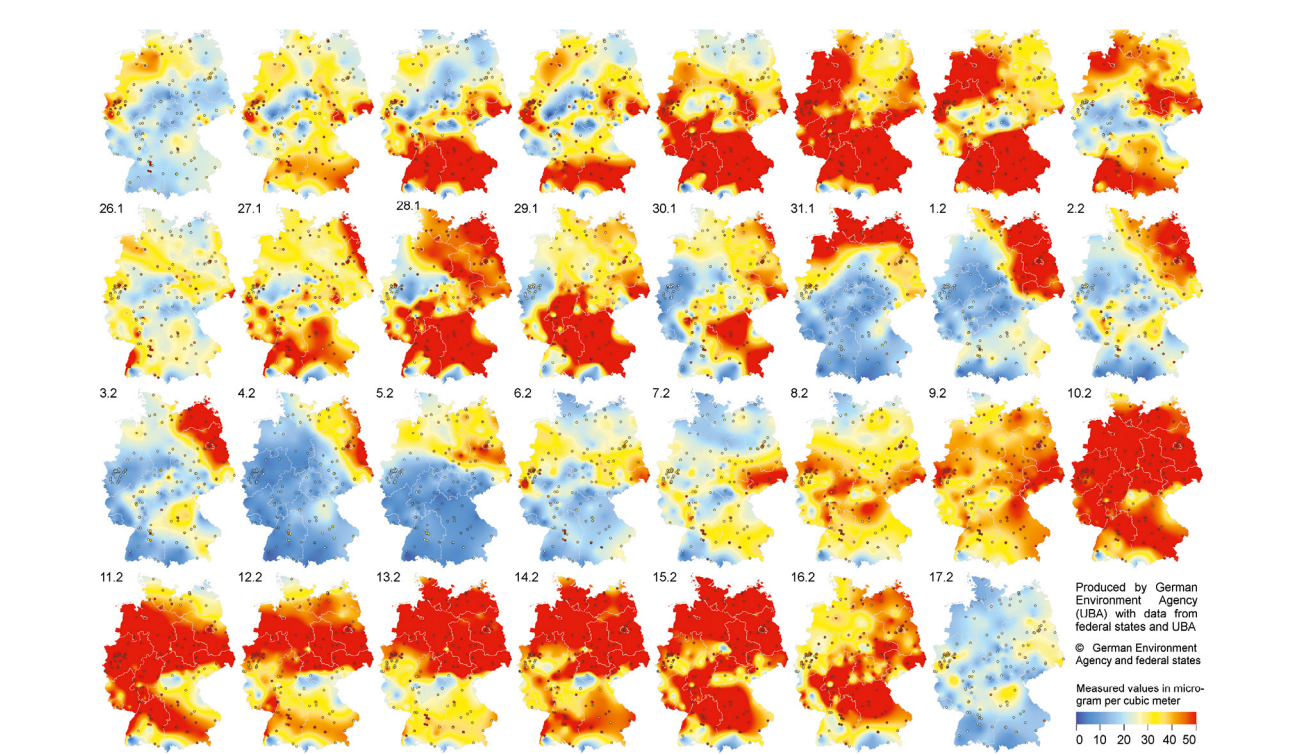 26.1 27.1 28.1 29.1 30.1 31.1 1.2 2.2
3.2 4.2 5.2 6.2 7.2 8.2 9.2 10.2
11.2 12.2 13.2 14.2 15.2 16.2 17.2
Produced by German
Environment Agency
(UBA) with data from
federal states and UBA
© German Environment
Agency and federal states
Measured values in micro-
gram per cubic meter
0 10 20 30 40 50